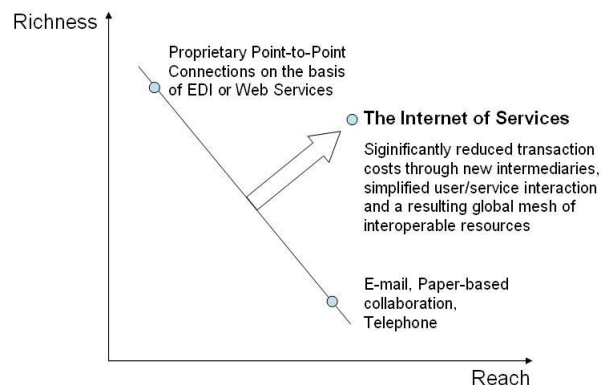 Richness
Proprietary Point-to-Point
Connections on the basis
of EDI or Web Services
The Internet of Services
Siginificantly reduced transaction
costs through new intermediaries,
simplified user/service interaction
and a resulting global mesh of
interoperable resources
E-mail, Paper-based
collaboration,
Telephone
Reach